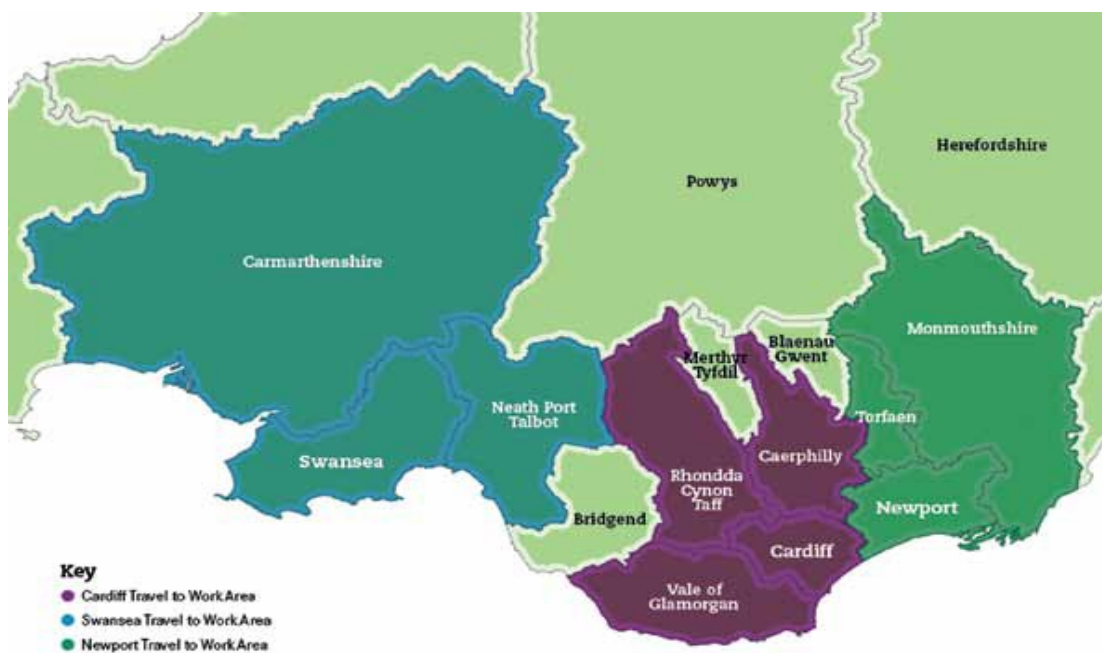 Herefordshire
Powys
Carmarthenshire
Monmouthshire
Blaenau
Gwent
Merthyr
Tyfdil
Neath Port
Talbot
Torfaen
Swansea
Caerphilly
Rhondda
Cynon
Taff
Newport
Bridgend
Cardiff
Vale of
Glamorgan
Key
Cardiff Travel to Work Area
Swansea Travel to Work Area
Newport Travel to Work Area